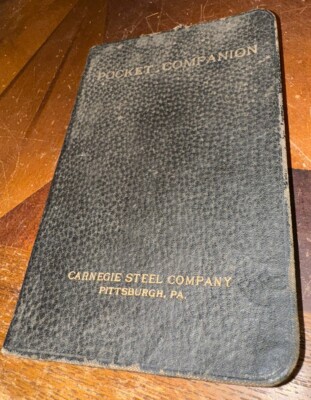 POCKET COMPANION
CARNEGIE STEEL COMPANY
PITTSBURGH, PA.